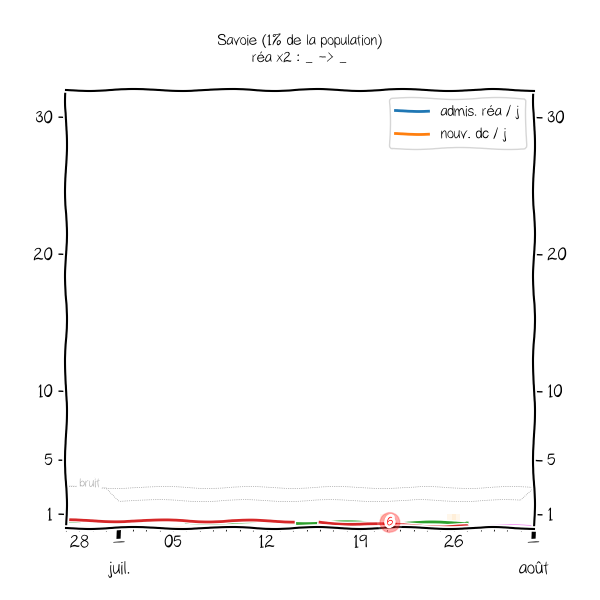 Savoie (1% de la population)
réa x2 : _ -> _
admis. réa / j
nouv. dc / j
30
30
20
20
10
10
5
5
bruit
1
1
6
28
05
12
19
26
juil.
août